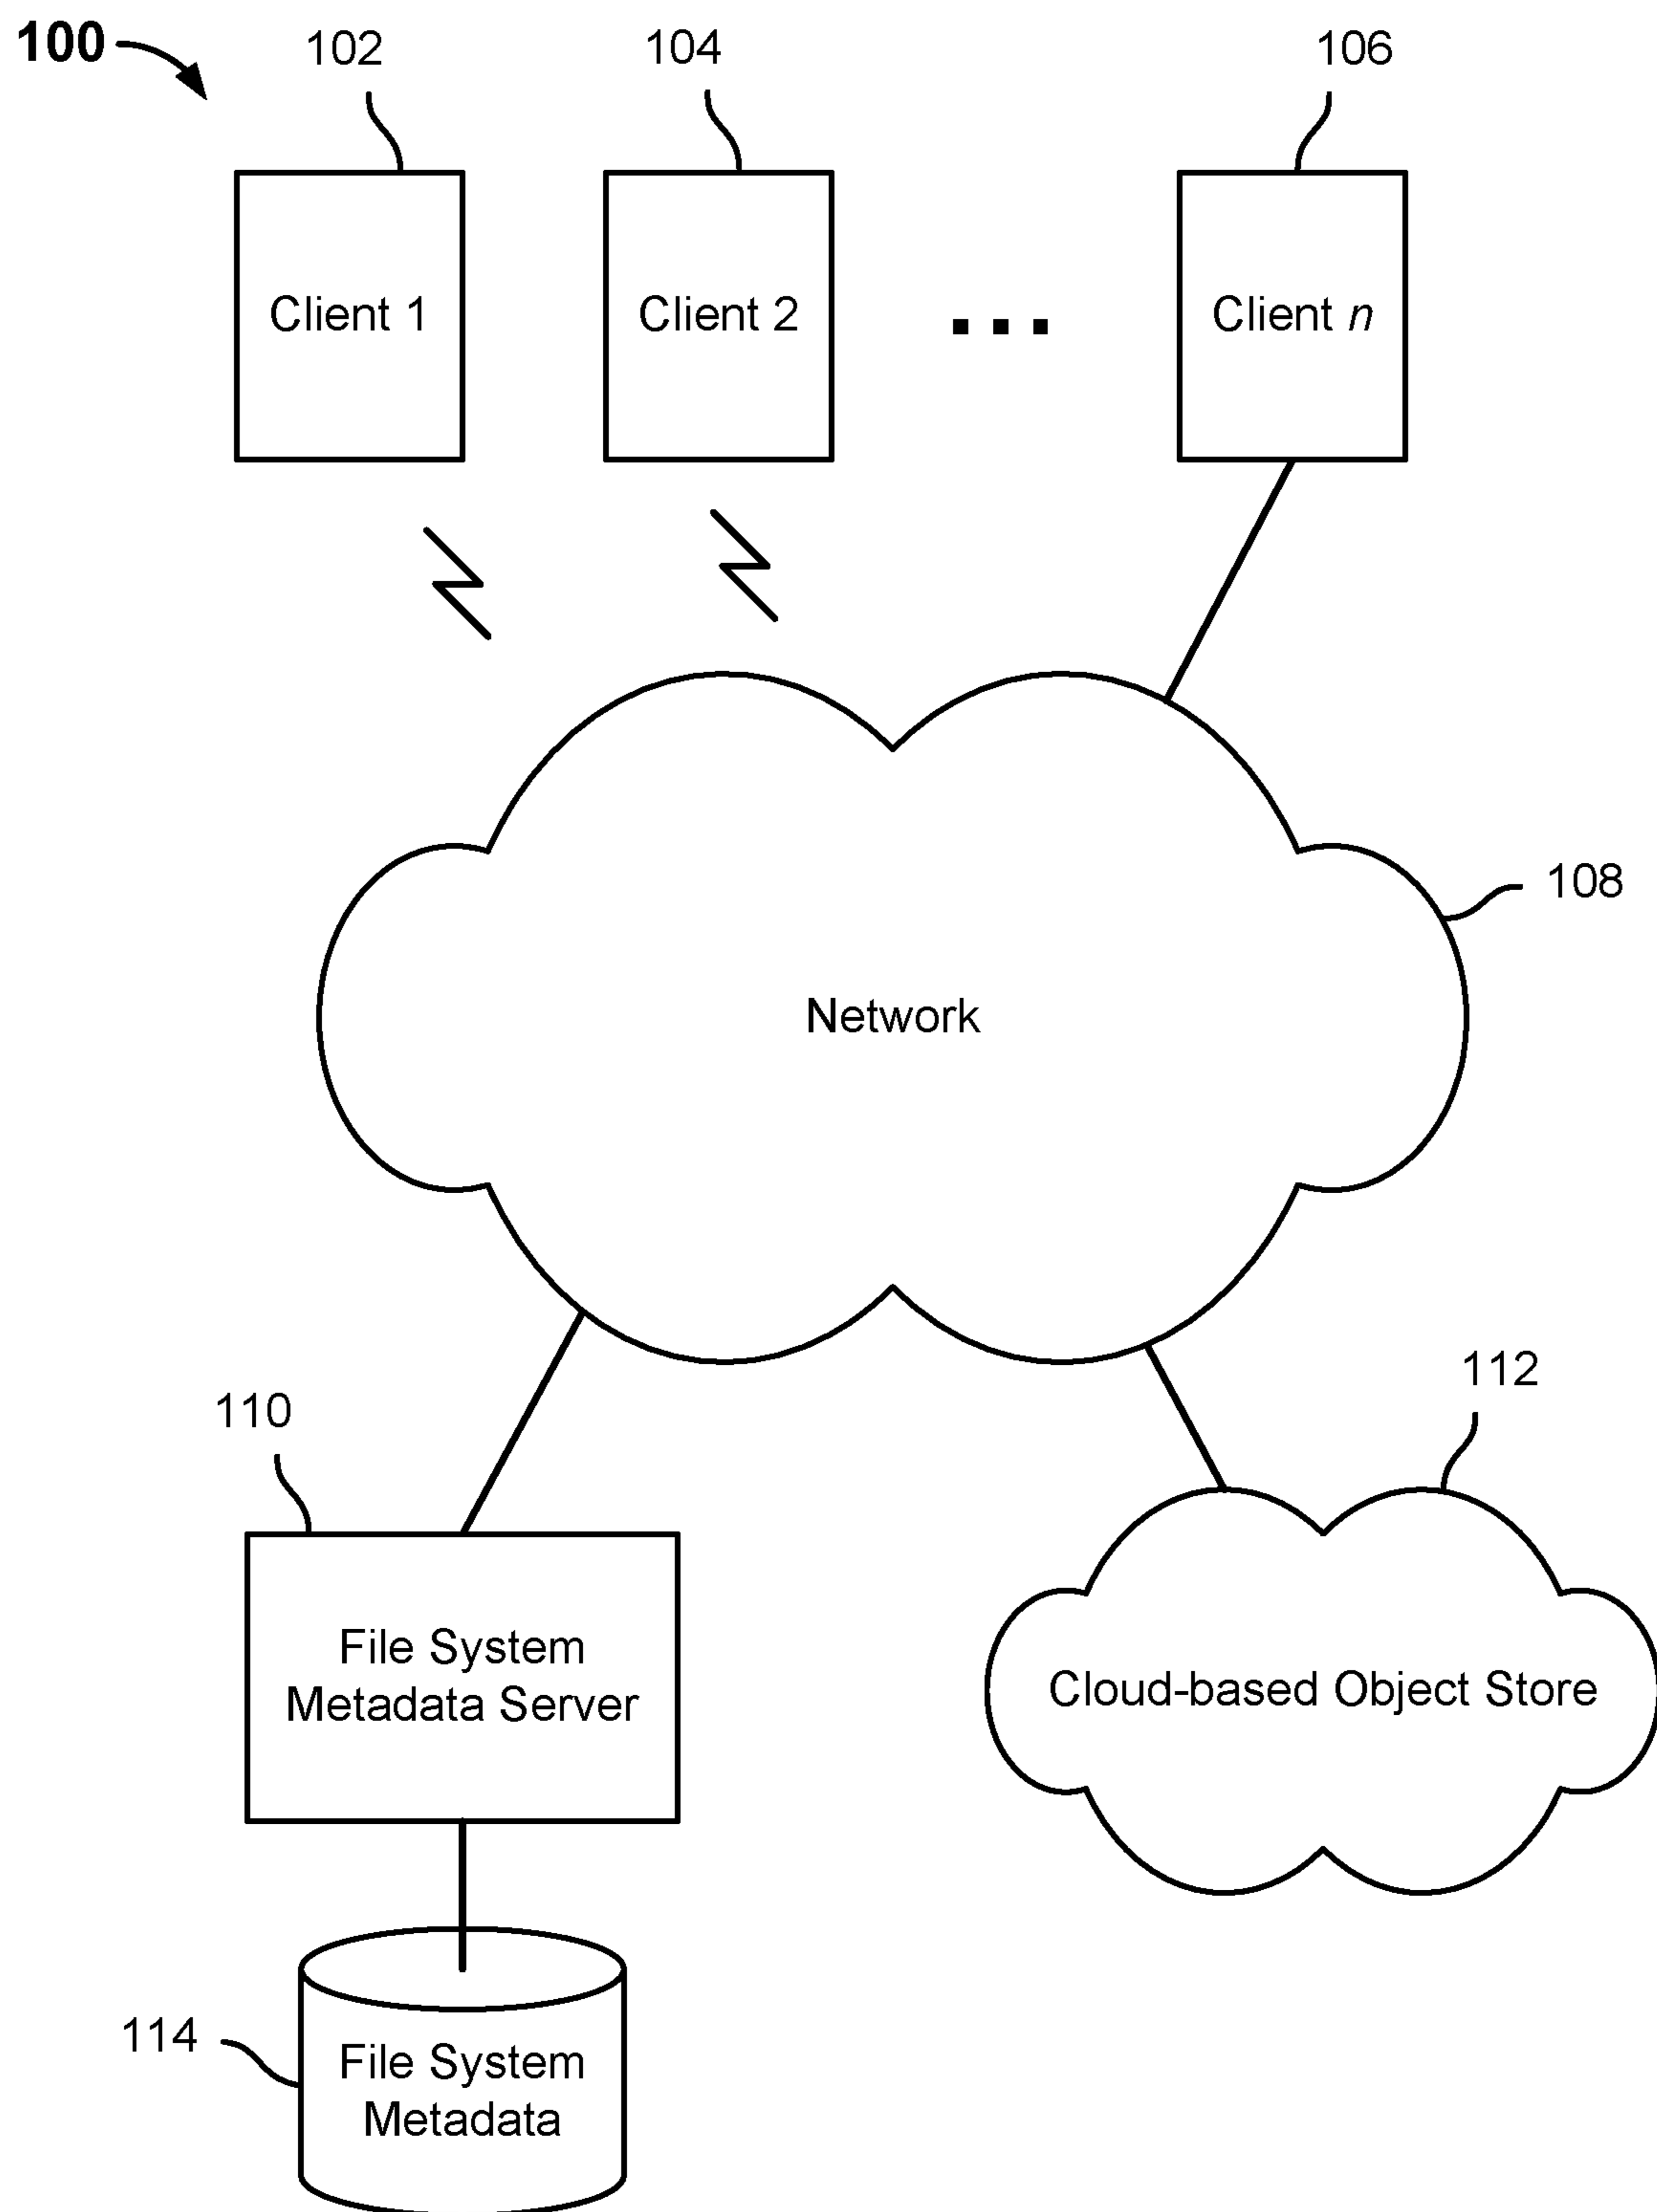 100
102
104
106
Client 1
Client 2
Client n
108
Network
110
112
File System
Metadata Server
Cloud-based Object Store
114
File System
Metadata